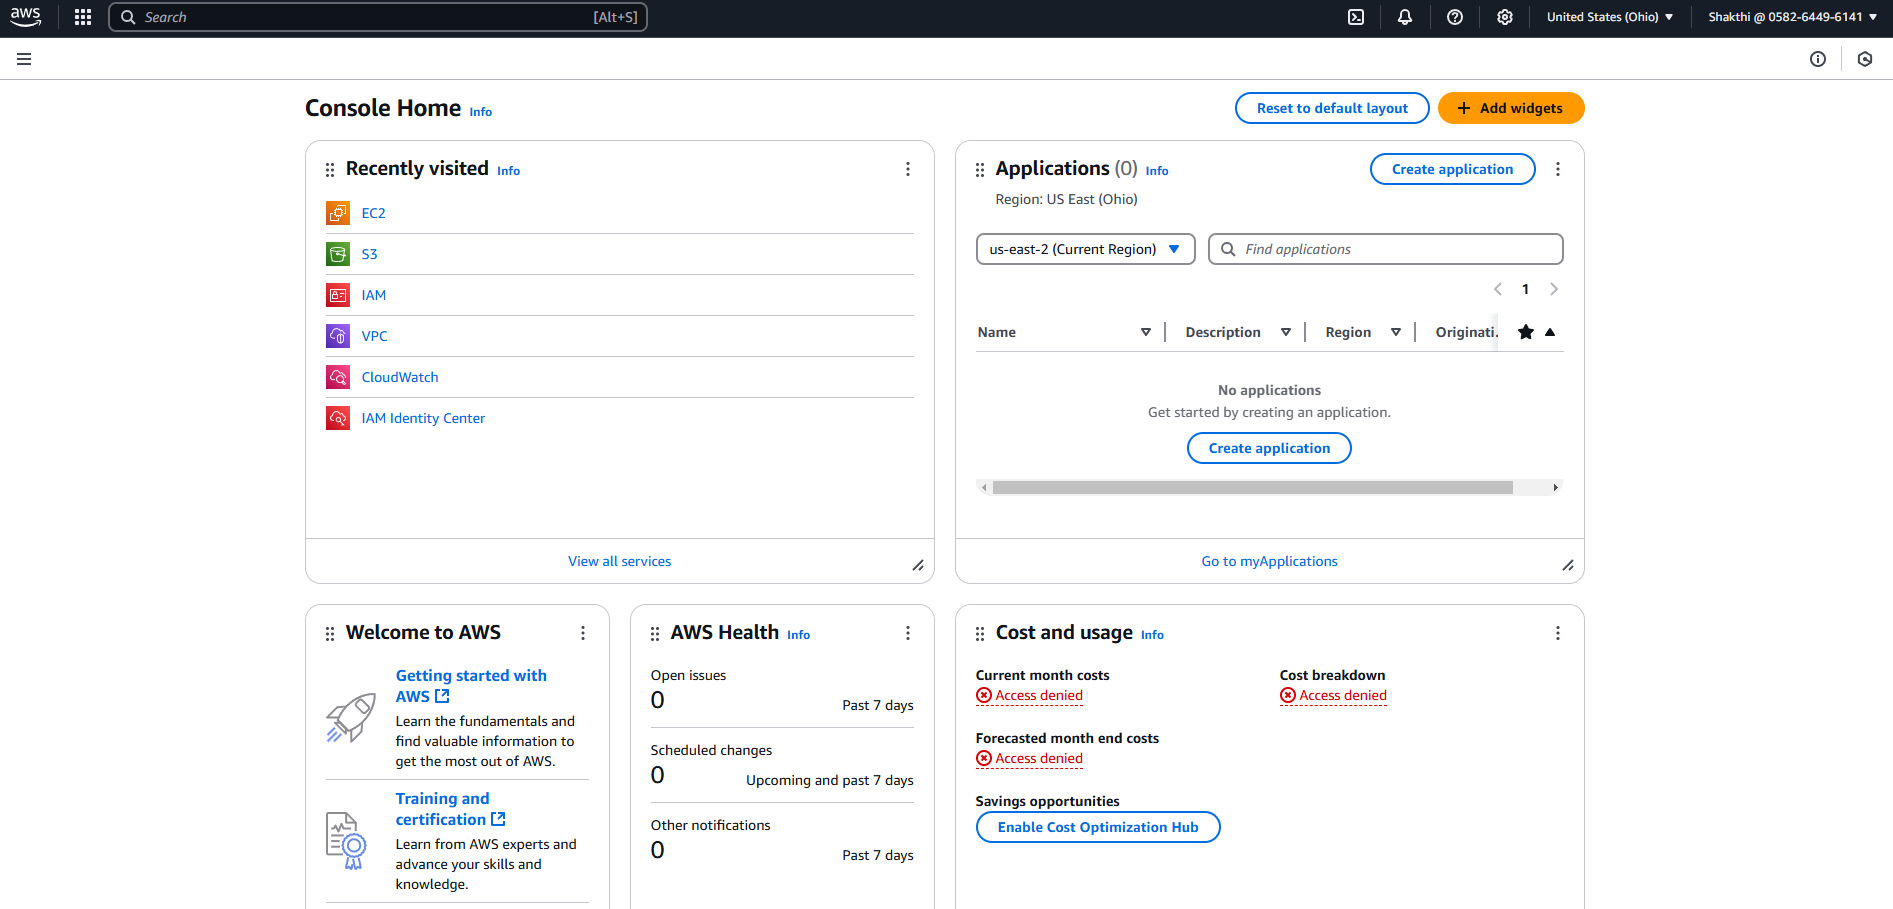 aws
Search
[Alt+S]
United States (Ohio)
Shakthi @ 0582-6449-6141
Console Home Info
Reset to default layout
Add widgets
Recently visited Info
EC2
S3
IAM
VPC
CloudWatch
IAM Identity Center
View all services
Applications (0) Info
Create application
Region: US East (Ohio)
us-east-2 (Current Region)
Find applications
1
Name
Description
Region
Originati.
No applications
Get started by creating an application.
Create application
Go to myApplications
Welcome to AWS
Getting started with
AWS
Learn the fundamentals and
find valuable information to
get the most out of AWS.
Training and
certification
Learn from AWS experts and
advance your skills and
knowledge.
AWS Health Info
Open issues
0
Past 7 days
Scheduled changes
0
Upcoming and past 7 days
Other notifications
0
Past 7 days
Cost and usage Info
Current month costs
Access denied
Cost breakdown
Access denied
Forecasted month end costs
Access denied
Savings opportunities
Enable Cost Optimization Hub